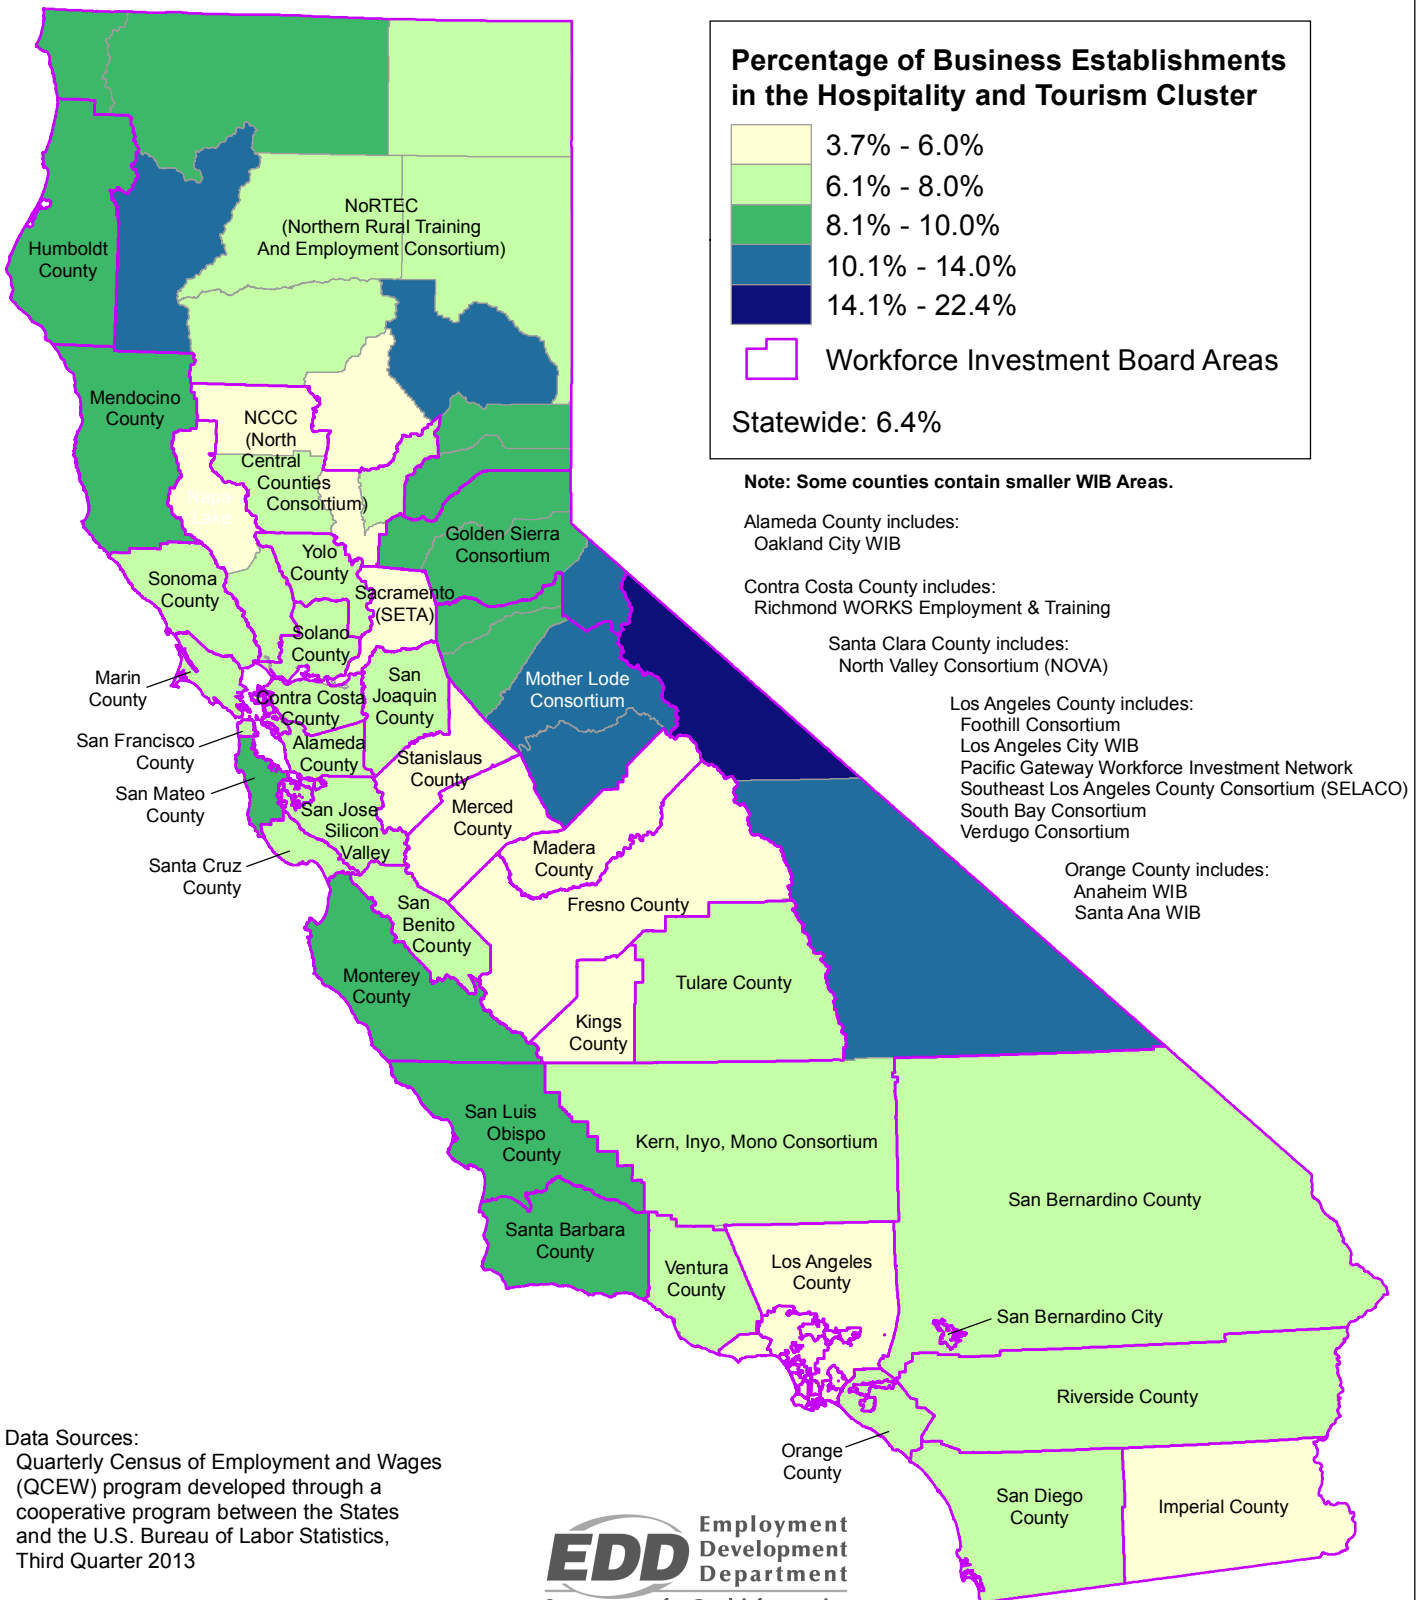 Percentage of Business Establishments
in the Hospitality and Tourism Cluster
3.7% - 6.0%
6.1% - 8.0%
8.1% - 10.0%
10.1% - 14.0%
14.1% - 22.4%
Workforce Investment Board Areas
Statewide: 6.4%
Note: Some counties contain smaller WIB Areas.
Alameda County includes:
Oakland City WIB
Contra Costa County includes:
Richmond WORKS Employment & Training
Santa Clara County includes:
North Valley Consortium (NOVA)
Los Angeles County includes:
Foothill Consortium
Los Angeles City WIB
Pacific Gateway Workforce Investment Network
Southeast Los Angeles County Consortium (SELACO)
South Bay Consortium
Verdugo Consortium
Orange County includes:
Anaheim WIB
Santa Ana WIB
NoRTEC
(Northern Rural Training
And Employment Consortium)
Humboldt
County
Mendocino
County
NCCC
(North
Central
Counties
Consortium)
Napa-
Lake
Golden Sierra
Consortium
Yolo
County
Sonoma
County
Sacramento
(SETA)
Solano
County
Marin
County
Contra Costa
County
San
Joaquin
County
Mother Lode
Consortium
San Francisco
County
Alameda
County
Stanislaus
County
San Mateo
County
San Jose
Silicon
Valley
Merced
County
Santa Cruz
County
Madera
County
San
Benito
County
Fresno County
Monterey
County
Tulare County
Kings
County
San Luis
Obispo
County
Kern, Inyo, Mono Consortium
San Bernardino County
Santa Barbara
County
Ventura
County
Los Angeles
County
San Bernardino City
Riverside County
Orange
County
San Diego
County
Imperial County
Data Sources:
Quarterly Census of Employment and Wages
(QCEW) program developed through a
cooperative program between the States
and the U.S. Bureau of Labor Statistics,
Third Quarter 2013
EDD
Employment
Development
Department